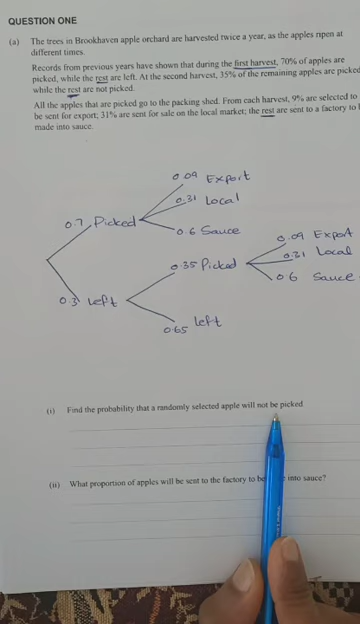 QUESTION ONE
(a) The trees in Brookhaven apple orchard are harvested twice a year, as the apples ripen at
different times.
Records from previous years have shown that during the first harvest, 70% of apples are
picked, while the rest are left. At the second harvest, 35% of the remaining apples are picked
while the rest are not picked.
All the apples that are picked go to the packing shed. From each harvest, 9% are selected to
be sent for export; 31% are sent for sale on the local market; the rest are sent to a factory to
made into sauce.
0.09 Export
0.31 Local
0.7 Picked
0.6 Sauce
0.09 Export
0.31 Local
0.35 Picked
0.6 Sauce
0.3 Left
0.65 Left
(i) Find the probability that a randomly selected apple will not be picked
(ii) What proportion of apples will be sent to the factory to be into sauce?